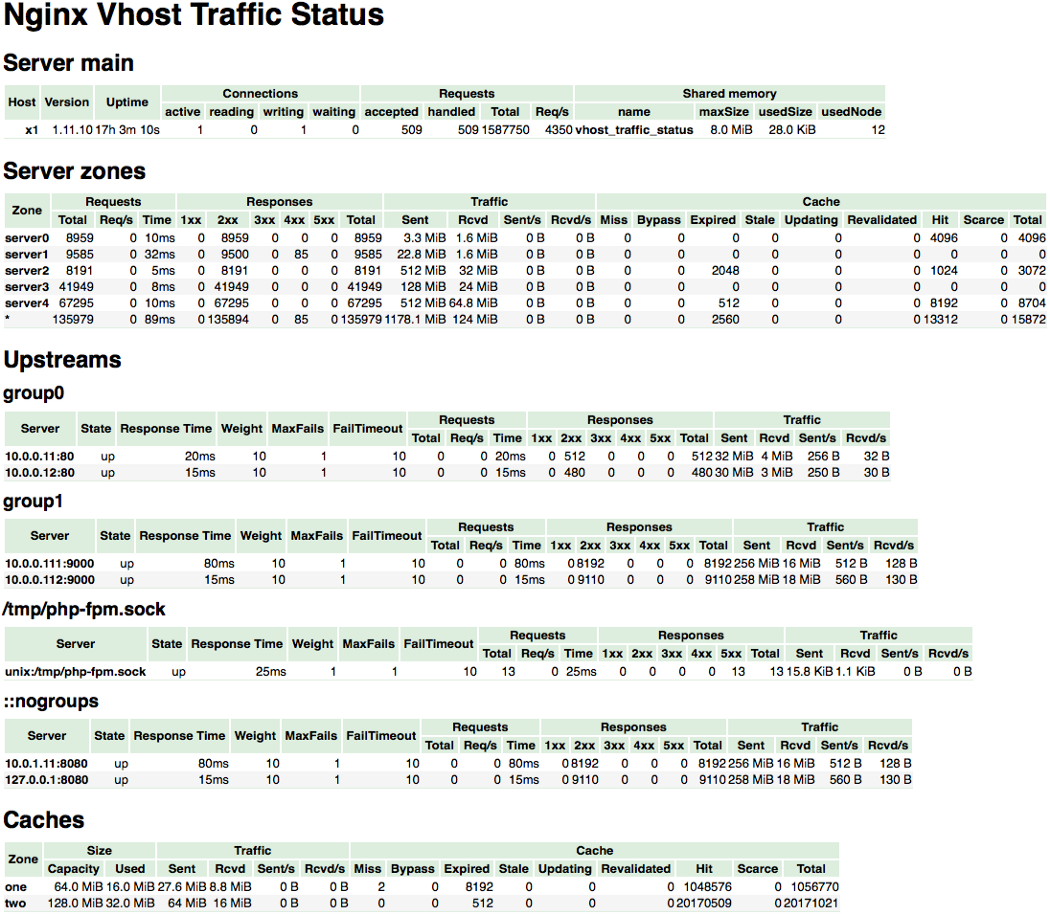 Nginx Vhost Traffic Status
Server main
Host Version Uptime Connections Requests Shared memory
active reading writing waiting accepted handled Total Req/s name maxSize usedSize usedNode
x1 1.11.10 17h 3m 10s 1 0 1 0 509 509 1587750 4350 vhost_traffic_status 8.0 MiB 28.0 KiB 12
Server zones
Zone Requests Responses Traffic Cache
Total Req/s Time 1xx 2xx 3xx 4xx 5xx Total Sent Rcvd Sent/s Rcvd/s Miss Bypass Expired Stale Updating Revalidated Hit Scarce Total
server0 8959 0 10ms 0 8959 0 0 0 8959 3.3 MiB 1.6 MiB 0 B 0 B 0 0 0 0 0 0 4096 0 4096
server1 9585 0 32ms 0 9500 0 85 0 9585 22.8 MiB 1.6 MiB 0 B 0 B 0 0 0 0 0 0 0 0 0
server2 8191 0 5ms 0 8191 0 0 0 8191 512 MiB 32 MiB 0 B 0 B 0 0 2048 0 0 0 1024 0 3072
server3 41949 0 8ms 0 41949 0 0 0 41949 128 MiB 24 MiB 0 B 0 B 0 0 0 0 0 0 0 0 0
server4 67295 0 10ms 0 67295 0 0 0 67295 512 MiB 64.8 MiB 0 B 0 B 0 0 512 0 0 0 8192 0 8704
* 135979 0 89ms 0 135894 0 85 0 135979 1178.1 MiB 124 MiB 0 B 0 B 0 0 2560 0 0 0 13312 0 15872
Upstreams
group0
Server State Response Time Weight MaxFails FailTimeout Requests Responses Traffic
Total Req/s Time 1xx 2xx 3xx 4xx 5xx Total Sent Rcvd Sent/s Rcvd/s
10.0.0.11:80 up 20ms 10 1 10 0 0 20ms 0 512 0 0 0 512 32 MiB 4 MiB 256 B 32 B
10.0.0.12:80 up 15ms 10 1 10 0 0 15ms 0 480 0 0 0 480 30 MiB 3 MiB 250 B 30 B
group1
Server State Response Time Weight MaxFails FailTimeout Requests Responses Traffic
Total Req/s Time 1xx 2xx 3xx 4xx 5xx Total Sent Rcvd Sent/s Rcvd/s
10.0.0.111:9000 up 80ms 10 1 10 0 0 80ms 0 8192 0 0 0 8192 256 MiB 16 MiB 512 B 128 B
10.0.0.112:9000 up 15ms 10 1 10 0 0 15ms 0 9110 0 0 0 9110 258 MiB 18 MiB 560 B 130 B
/tmp/php-fpm.sock
Server State Response Time Weight MaxFails FailTimeout Requests Responses Traffic
Total Req/s Time 1xx 2xx 3xx 4xx 5xx Total Sent Rcvd Sent/s Rcvd/s
unix:/tmp/php-fpm.sock up 25ms 1 1 10 13 0 25ms 0 0 0 0 13 13 15.8 KiB 1.1 KiB 0 B 0 B
::nogroups
Server State Response Time Weight MaxFails FailTimeout Requests Responses Traffic
Total Req/s Time 1xx 2xx 3xx 4xx 5xx Total Sent Rcvd Sent/s Rcvd/s
10.0.1.11:8080 up 80ms 10 1 10 0 0 80ms 0 8192 0 0 0 8192 256 MiB 16 MiB 512 B 128 B
127.0.0.1:8080 up 15ms 10 1 10 0 0 15ms 0 9110 0 0 0 9110 258 MiB 18 MiB 560 B 130 B
Caches
Zone Size Traffic Cache
Capacity Used Sent Rcvd Sent/s Rcvd/s Miss Bypass Expired Stale Updating Revalidated Hit Scarce Total
one 64.0 MiB 16.0 MiB 27.6 MiB 8.8 MiB 0 B 0 B 2 0 8192 0 0 0 1048576 0 1056770
two 128.0 MiB 32.0 MiB 64 MiB 16 MiB 0 B 0 B 0 0 512 0 0 0 20170509 0 20171021